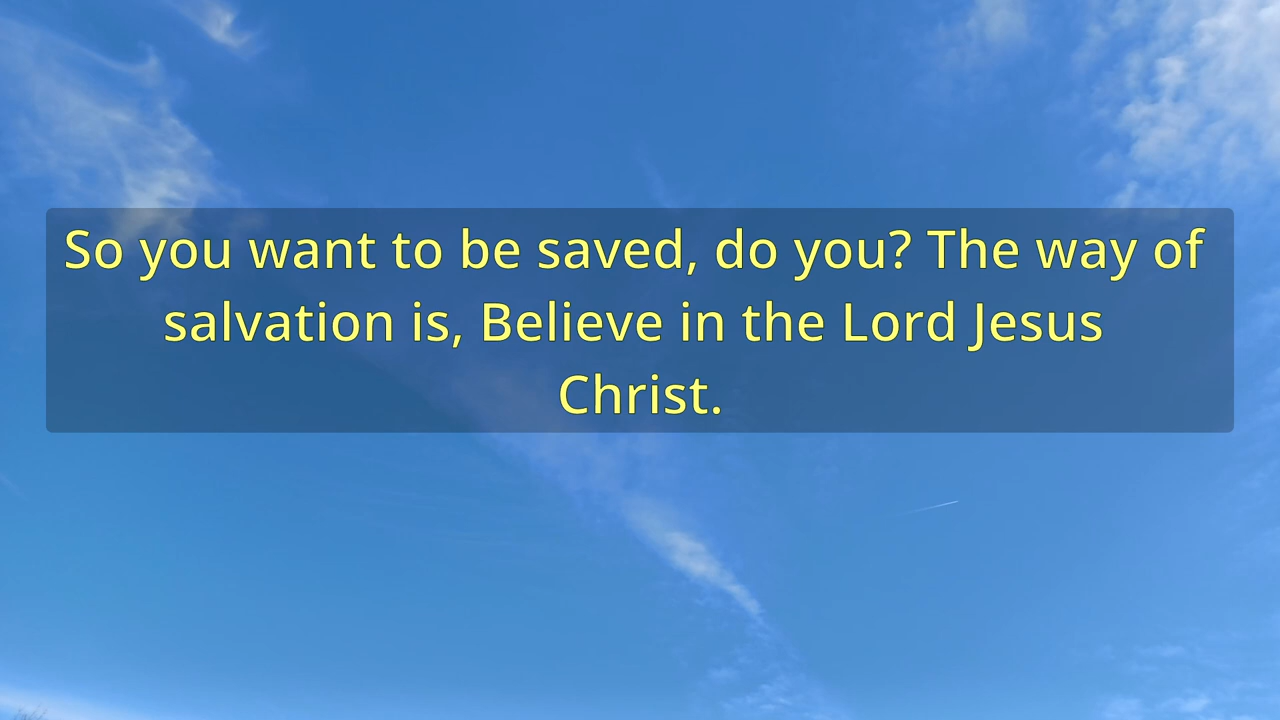 So you want to be saved, do you? The way of
salvation is, Believe in the Lord Jesus
Christ.